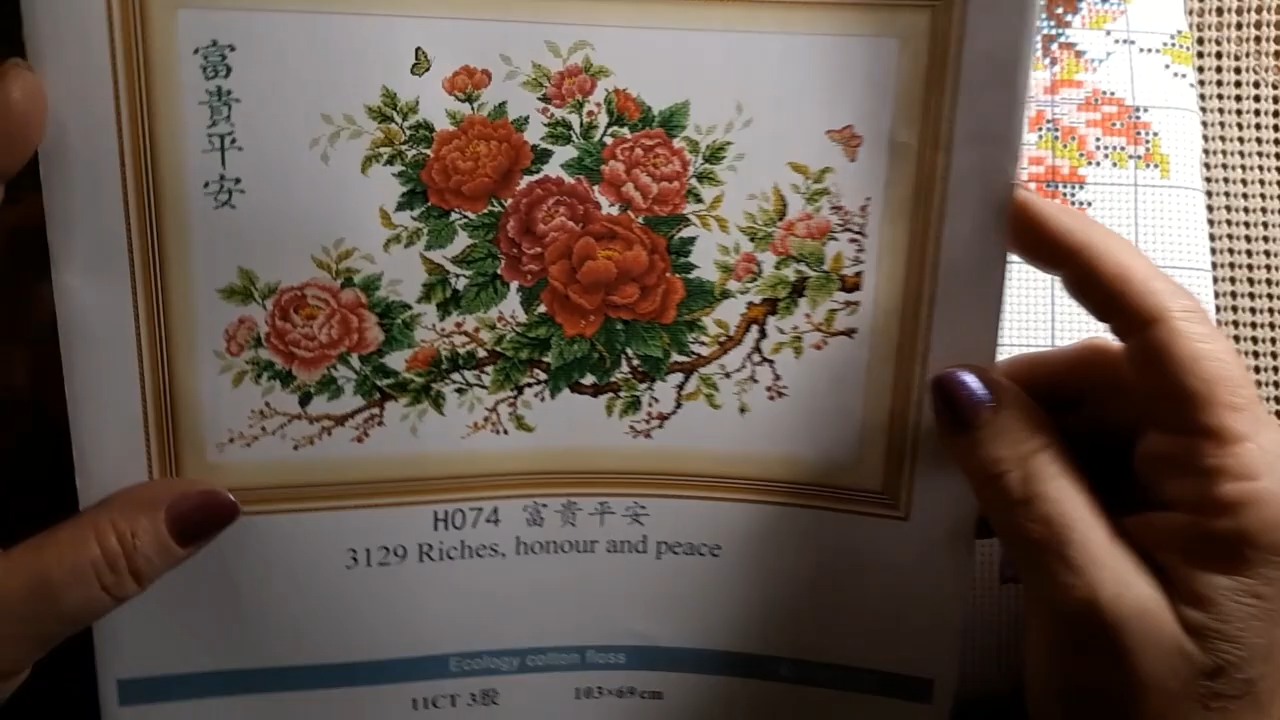 富貴平安
H074 富贵平安
3129 Riches, honour and peace
Ecology cotton floss
11CT 3股 103×69cm